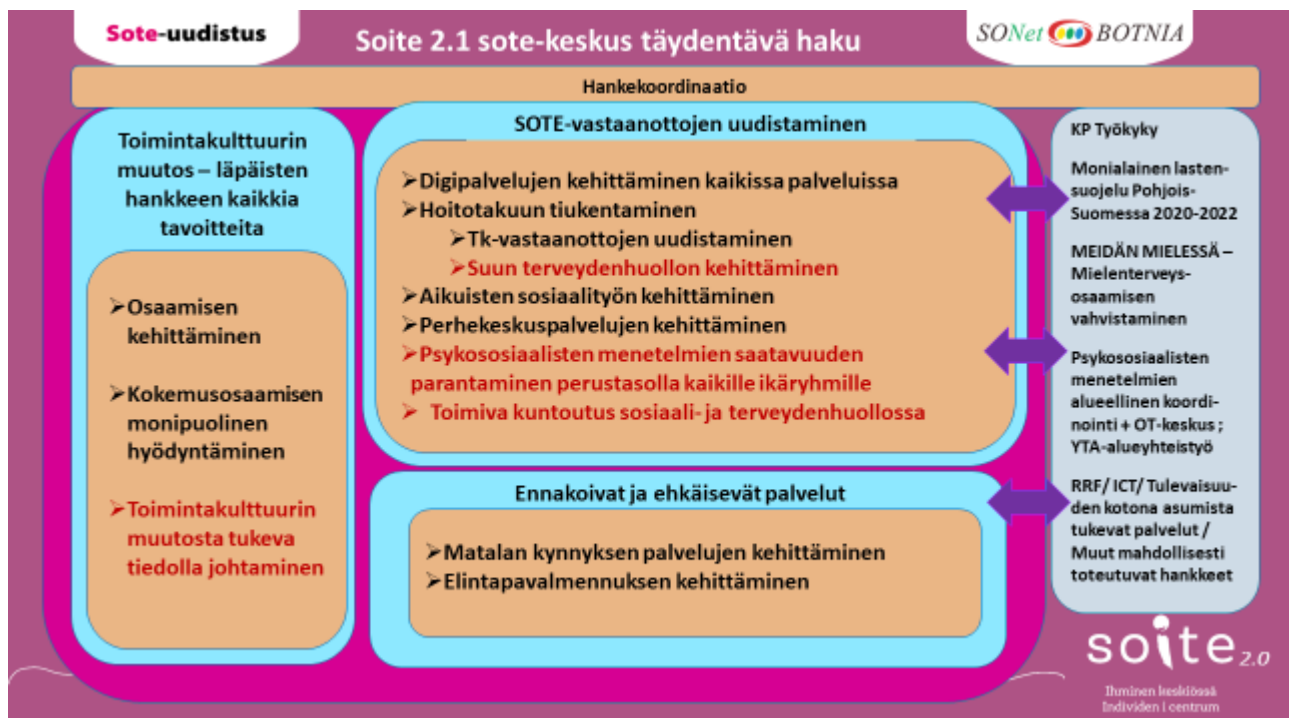 Sote-uudistus
Soite 2.1 sote-keskus täydentävä haku
SONet BOTNIA
Hankekoordinaatio
Toimintakulttuurin
muutos – läpäisten
hankkeen kaikkia
tavoitteita
➢Osaamisen
kehittäminen
➢Kokemusosaamisen
monipuolinen
hyödyntäminen
➢Toimintakulttuurin
muutosta tukeva
tiedolla johtaminen
SOTE-vastaanottojen uudistaminen
➢Digipalvelujen kehittäminen kaikissa palveluissa
➢Hoitotakuun tiukentaminen
➢Tk-vastaanottojen uudistaminen
➢Suun terveydenhuollon kehittäminen
➢Aikuisten sosiaalityön kehittäminen
➢Perhekeskuspalvelujen kehittäminen
➢Psykososiaalisten menetelmien saatavuuden
parantaminen perustasolla kaikille ikäryhmille
➢ Toimiva kuntoutus sosiaali- ja terveydenhuollossa
Ennakoivat ja ehkäisevät palvelut
➢Matalan kynnyksen palvelujen kehittäminen
➢Elintapavalmennuksen kehittäminen
KP Työkyky
Monialainen lasten-
suojelu Pohjois-
Suomessa 2020-2022
MEIDÄN MIELESSÄ –
Mielenterveys-
osaamisen
vahvistaminen
Psykososiaalisten
menetelmien
alueellinen koordi-
nointi + OT-keskus ;
YTA-alueyhteistyö
RRF/ ICT/ Tulevaisuu-
den kotona asumista
tukevat palvelut /
Muut mahdollisesti
toteutuvat hankkeet
soite 2.0
Ihminen keskiössä
Individen i centrum